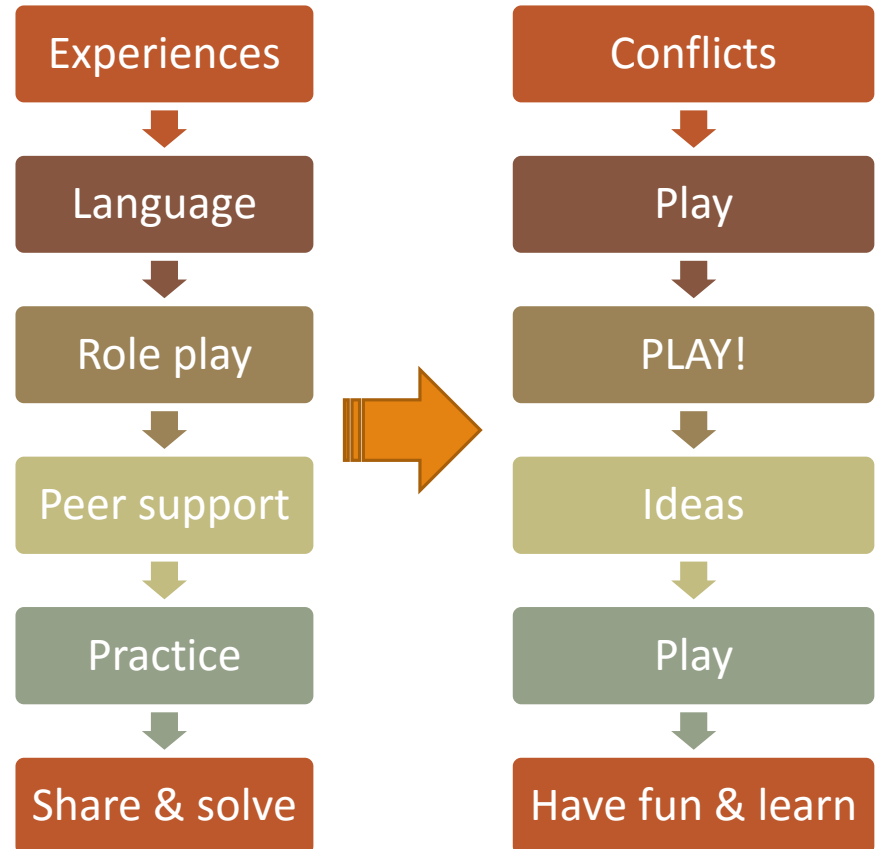 Experiences
Language
Role play
Peer support
Practice
Share & solve
Conflicts
Play
PLAY!
Ideas
Play
Have fun & learn